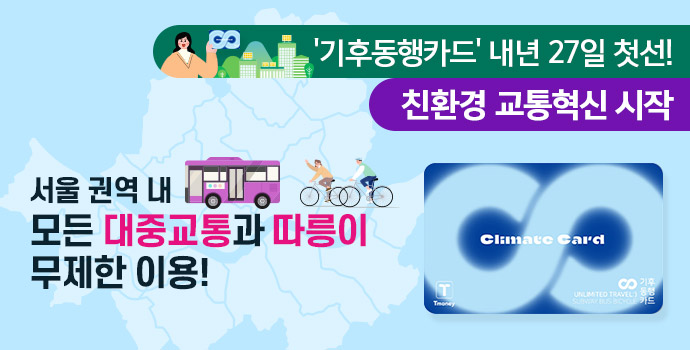 '기후동행카드' 내년 27일 첫선!
친환경 교통혁신 시작
서울 권역 내
모든 대중교통과 따릉이
무제한 이용!
Climate Card
T
Tmoney
기후
동행
카드
UNLIMITED TRAVEL